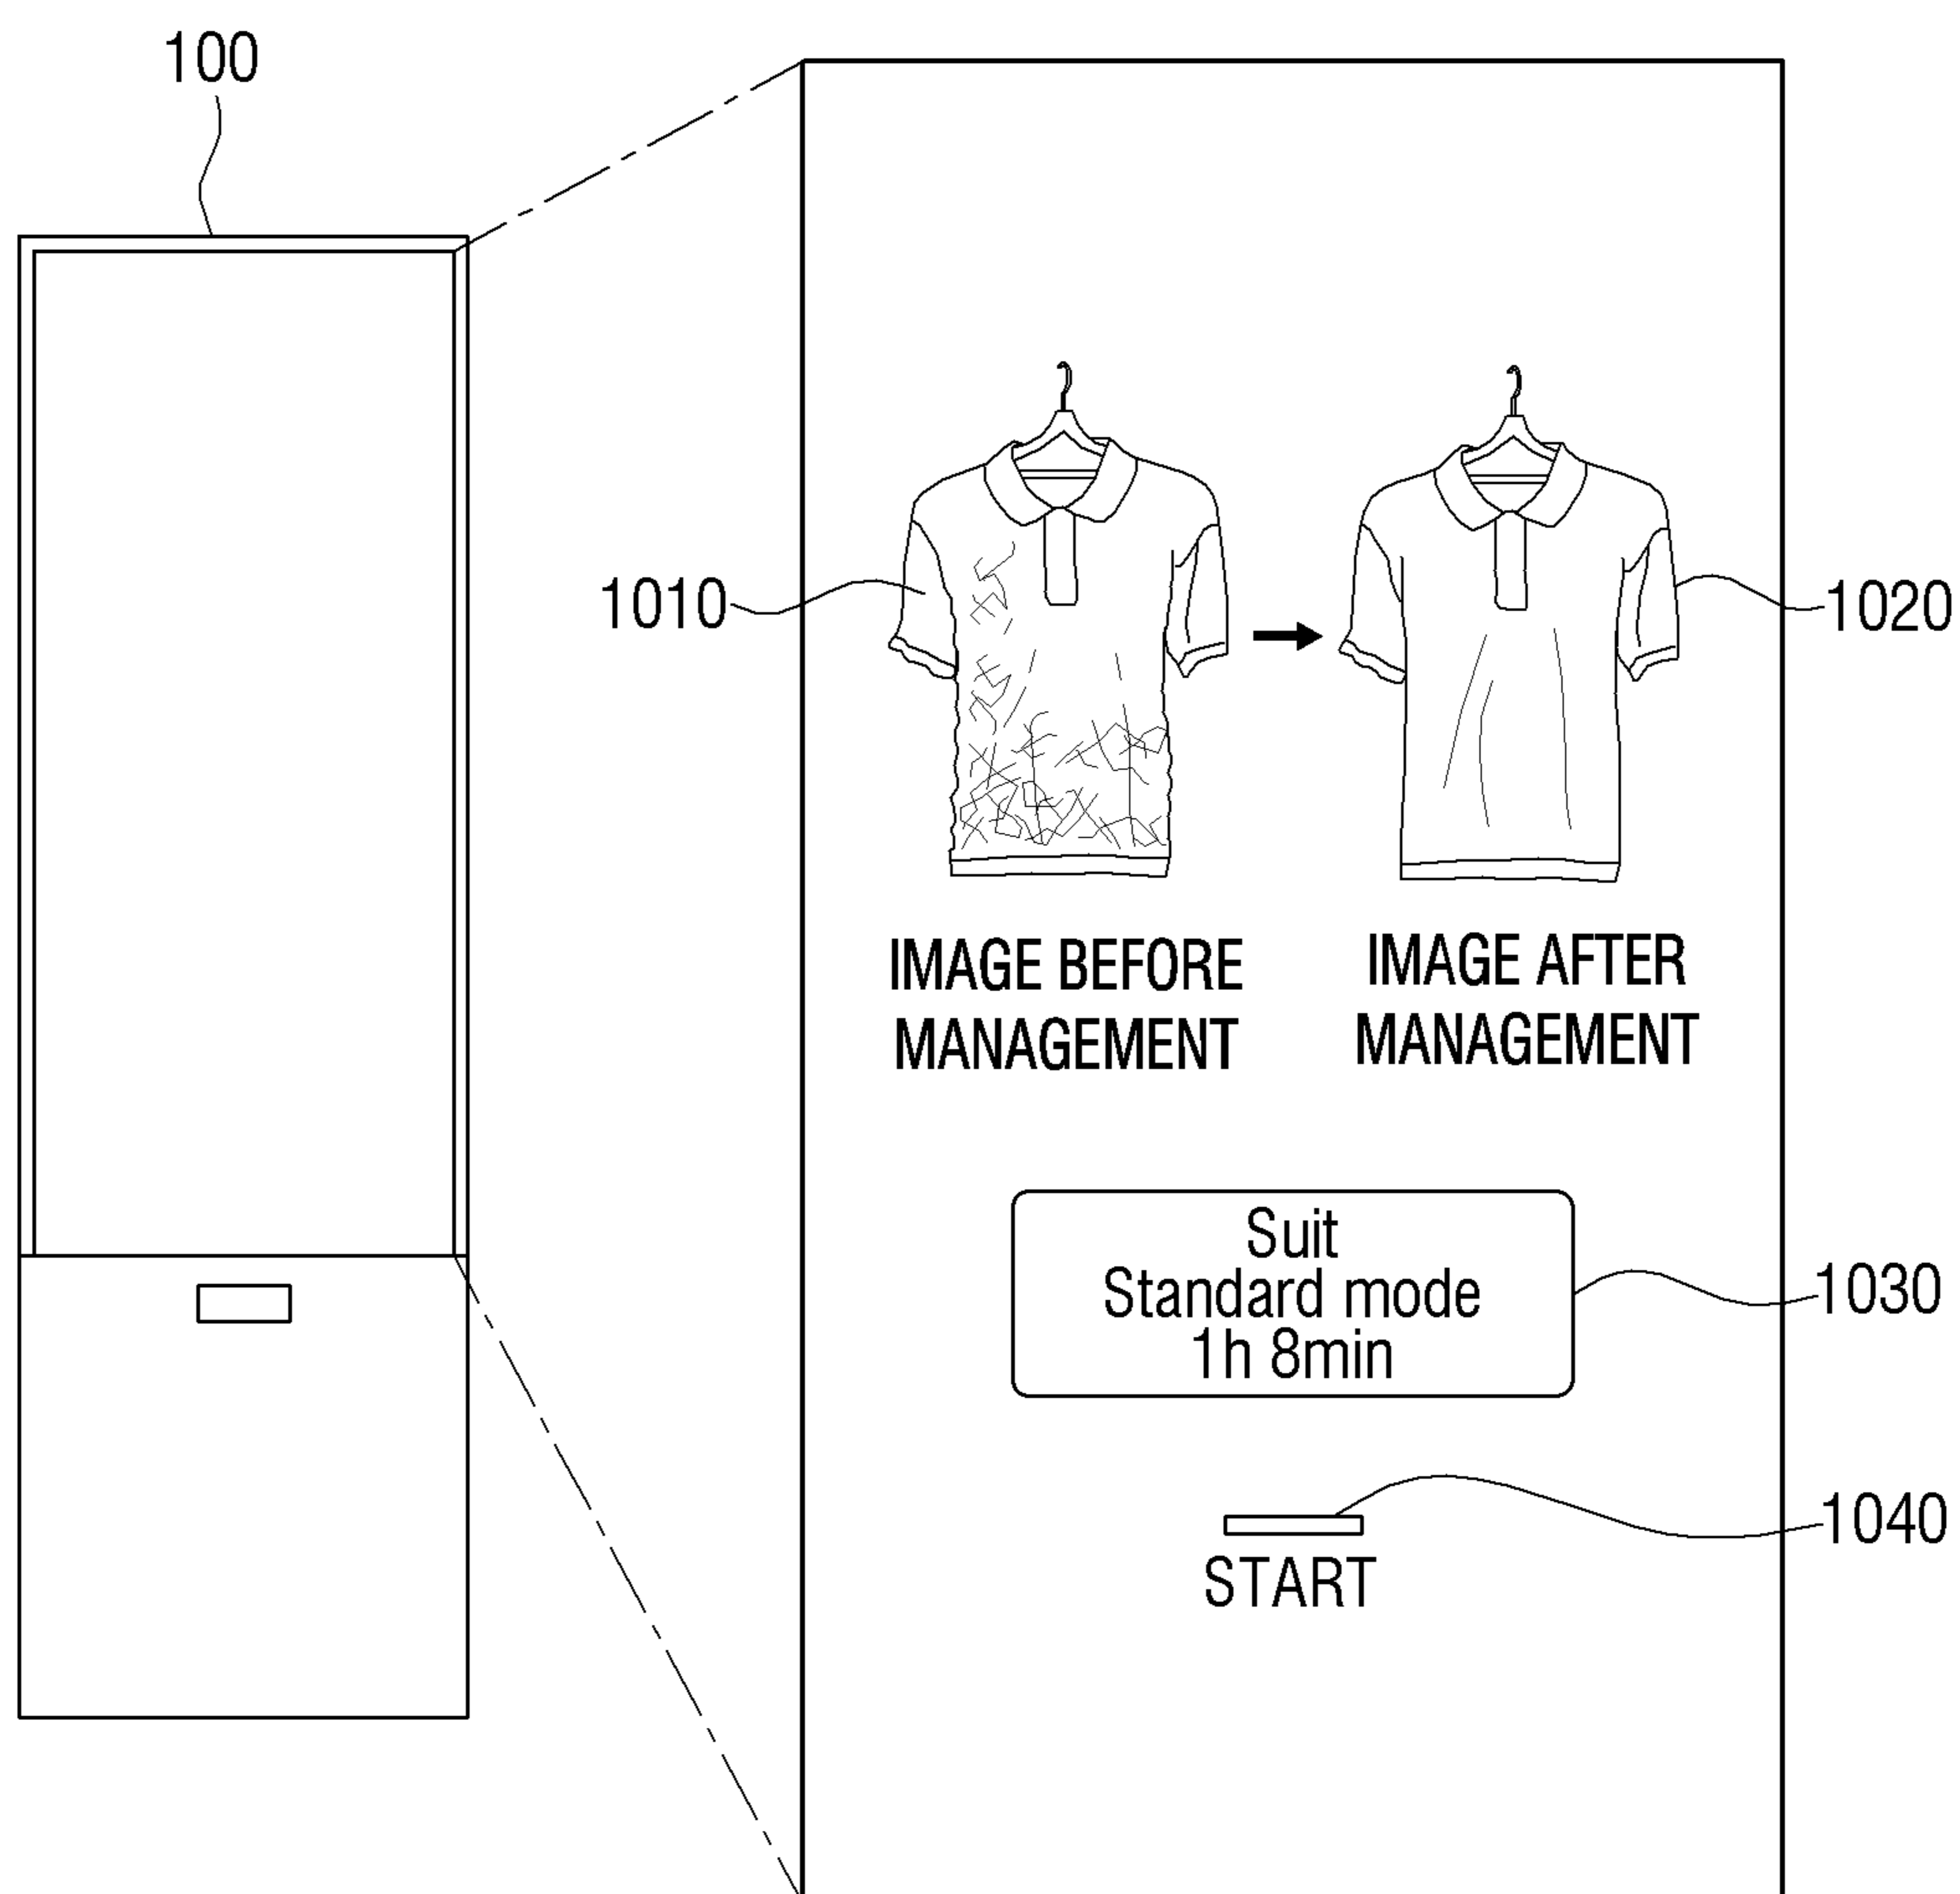 100
1010
1020
IMAGE BEFORE
MANAGEMENT
IMAGE AFTER
MANAGEMENT
Suit
Standard mode
1h 8min
1030
1040
START